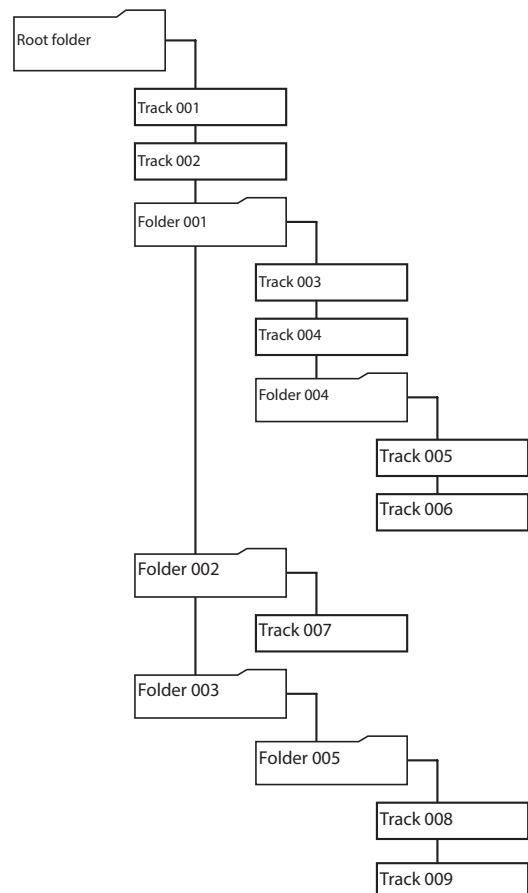 Root folder
Track 001
Track 002
Folder 001
Track 003
Track 004
Folder 004
Track 005
Track 006
Folder 002
Track 007
Folder 003
Folder 005
Track 008
Track 009